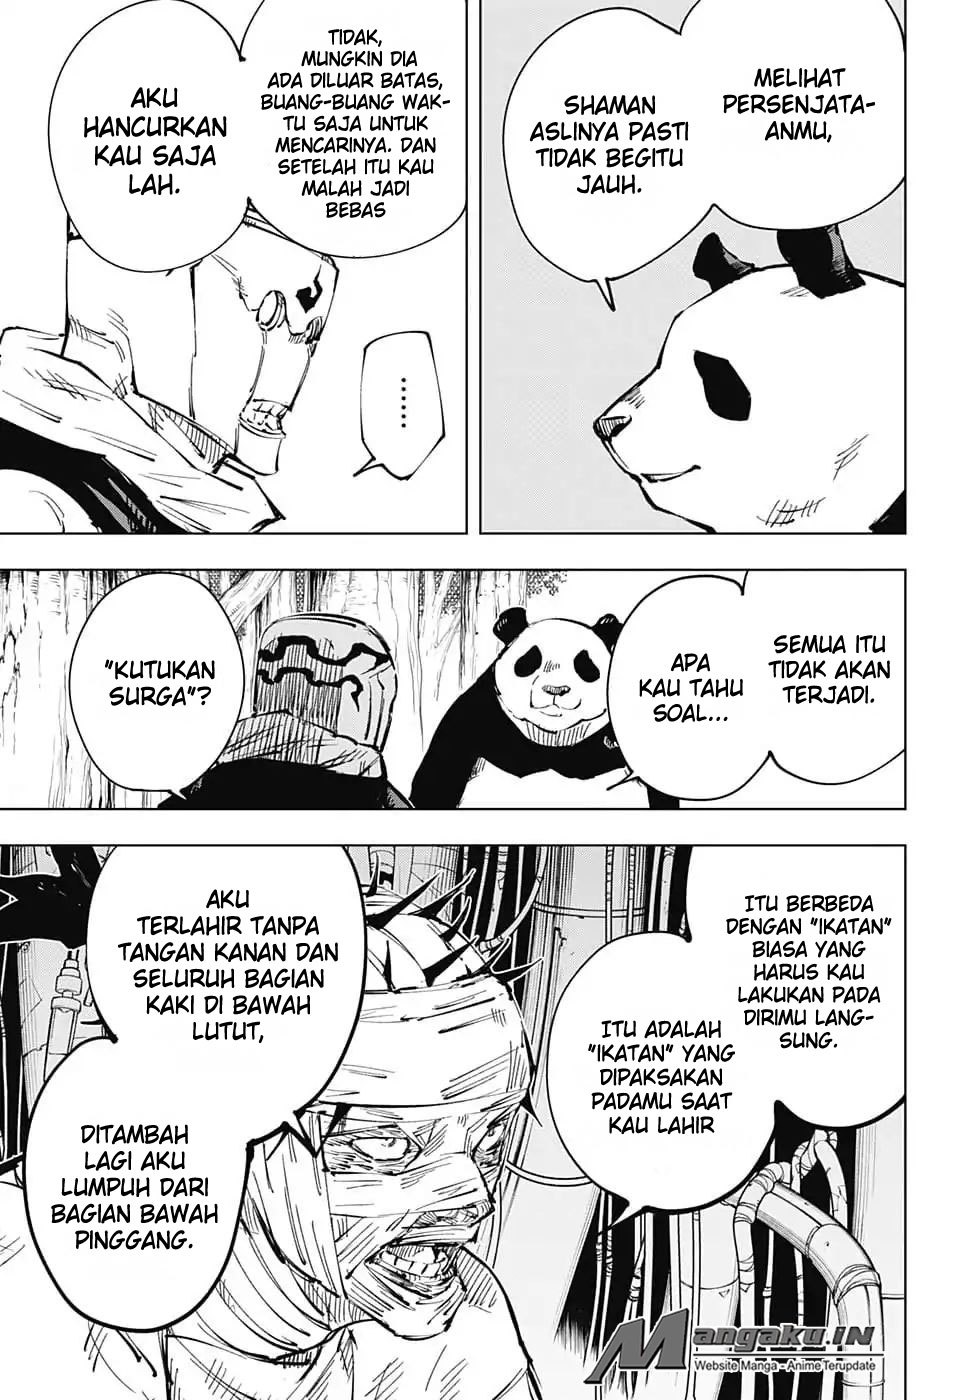 MELIHAT
PERSENJATA-
ANMU,
SHAMAN
ASLINYA PASTI
TIDAK BEGITU
JAUH.
TIDAK,
MUNGKIN DIA
ADA DILUAR BATAS,
BUANG-BUANG WAK-
TU SAJA UNTUK
MENCARINYA. DAN
SETELAH ITU KAU
MALAH JADI
BEBAS
AKU
HANCURKAN
KAU SAJA
LAH.
......
SEMUA ITU
TIDAK AKAN
TERJADI.
APA
KAU TAHU
SOAL...
"KUTUKAN
SURGA"?
ITU BERBEDA
DENGAN "IKATAN"
BIASA YANG
HARUS KAU
LAKUKAN PADA
DIRIMU LANG-
SUNG.
ITU ADALAH
"IKATAN" YANG
DIPAKSAKAN
PADAMU SAAT
KAU LAHIR
AKU
TERLAHIR TANPA
TANGAN KANAN DAN
SELURUH BAGIAN
KAKI DI BAWAH
LUTUT,
DITAMBAH
LAGI AKU
LUMPUH DARI
BAGIAN BAWAH
PINGGANG.
MangaKu.iN
Website Manga - Anime Terupdate